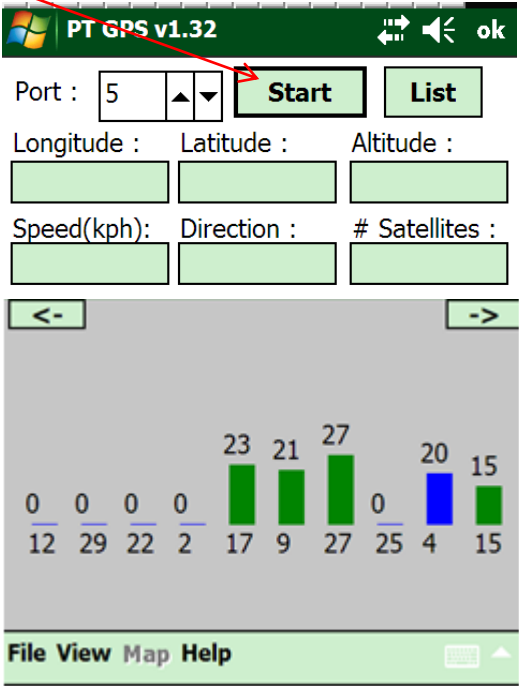 PT GPS v1.32 ok
Port : 5 Start List
Longitude : Latitude : Altitude :
Speed(kph): Direction : # Satellites :
<- ->
23 21 27 20 15
0 0 0 0 0
12 29 22 2 17 9 27 25 4 15
File View Map Help